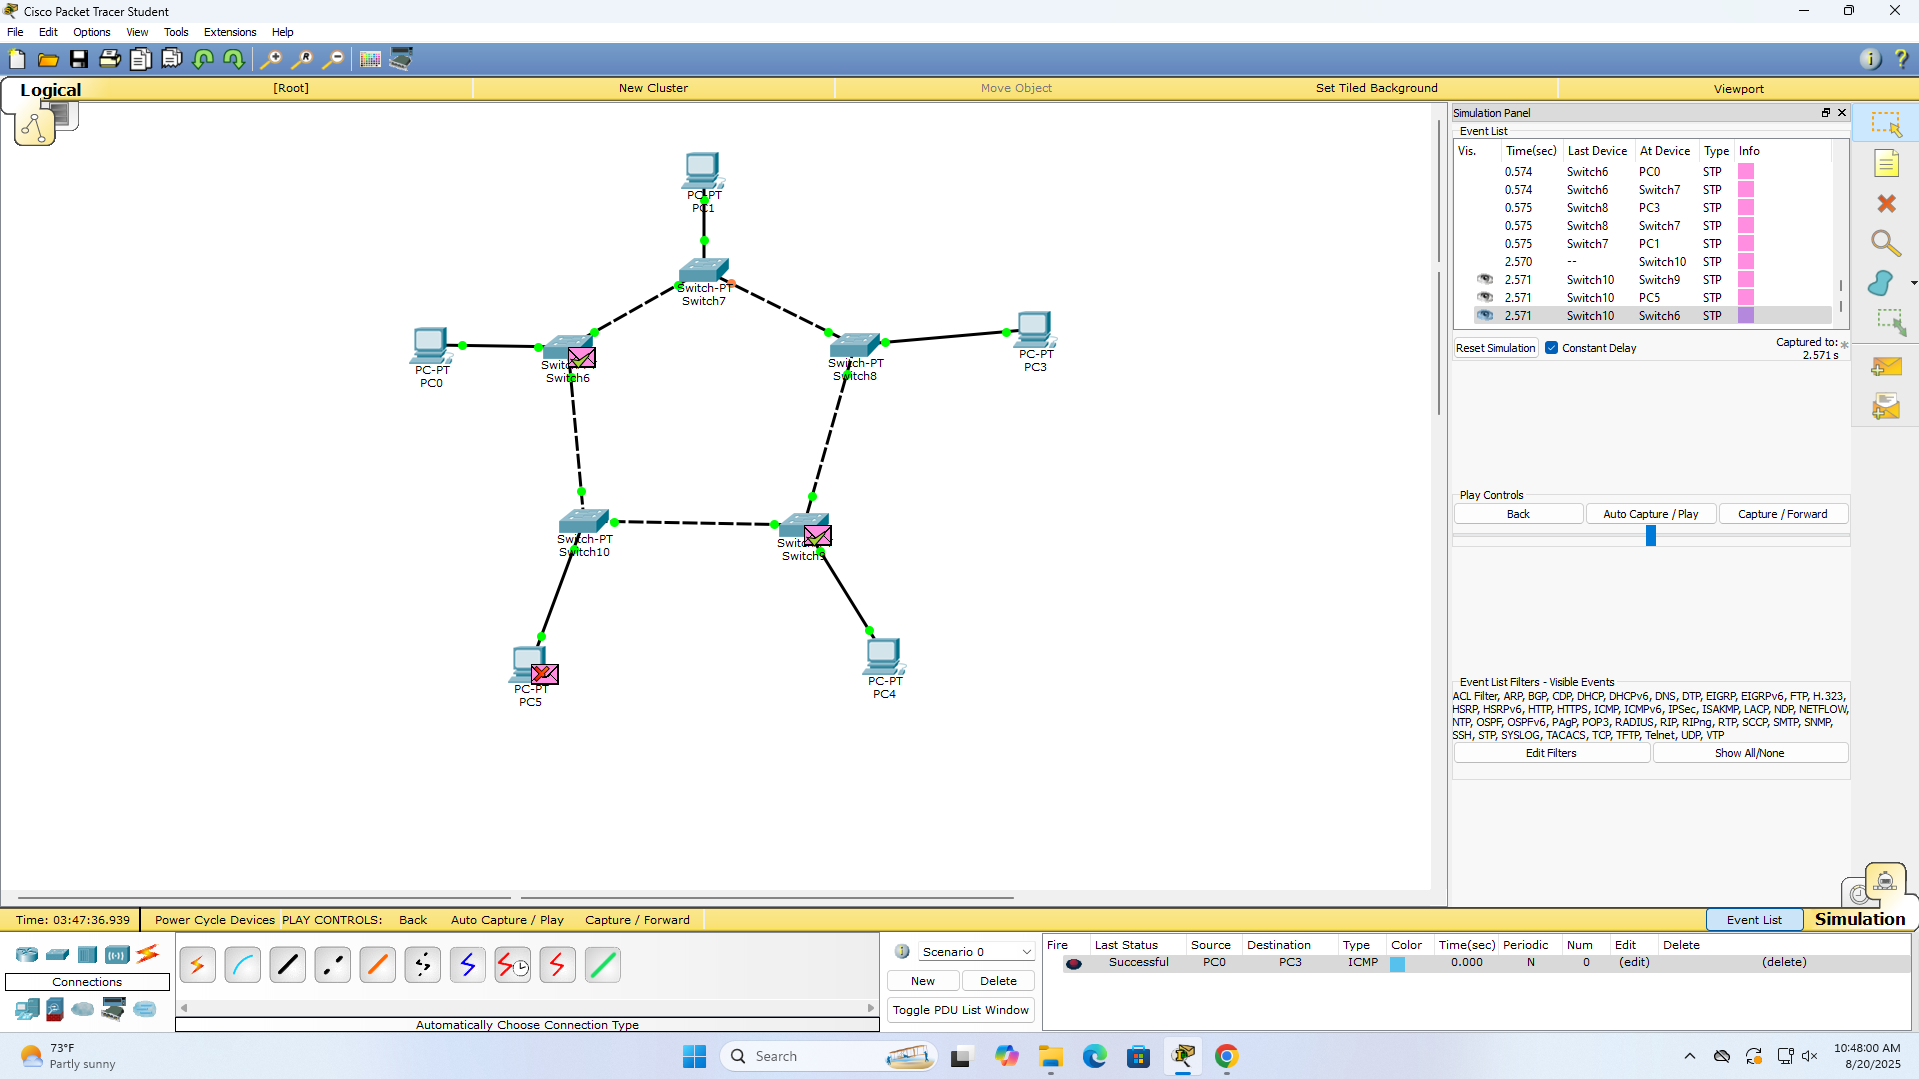 Cisco Packet Tracer Student
File Edit Options View Tools Extensions Help
Logical [Root] New Cluster Move Object Set Tiled Background Viewport
PC-PT
PC1
Switch-PT
Switch7
PC-PT
PC0
Switch6
Switch-PT
Switch8
PC-PT
PC3
Switch-PT
Switch10
Switch9
PC-PT
PC5
PC-PT
PC4
Simulation Panel
Event List
Vis. Time(sec) Last Device At Device Type Info
0.574 Switch6 PC0 STP
0.574 Switch6 Switch7 STP
0.575 Switch8 PC3 STP
0.575 Switch8 Switch7 STP
0.575 Switch7 PC1 STP
2.570 -- Switch10 STP
2.571 Switch10 Switch9 STP
2.571 Switch10 PC5 STP
2.571 Switch10 Switch6 STP
Reset Simulation Constant Delay Captured to: *
2.571 s
Play Controls
Back Auto Capture / Play Capture / Forward
Event List Filters - Visible Events
ACL Filter, ARP, BGP, CDP, DHCP, DHCPv6, DNS, DTP, EIGRP, EIGRPv6, FTP, H.323,
HSRP, HSRPv6, HTTP, HTTPS, ICMP, ICMPv6, IPSec, ISAKMP, LACP, NDP, NETFLOW,
NTP, OSPF, OSPFv6, PAgP, POP3, RADIUS, RIP, RIPng, RTP, SCCP, SMTP, SNMP,
SSH, STP, SYSLOG, TACACS, TCP, TFTP, Telnet, UDP, VTP
Edit Filters Show All/None
Time: 03:47:36.939 Power Cycle Devices PLAY CONTROLS: Back Auto Capture / Play Capture / Forward Event List Simulation
Connections
Automatically Choose Connection Type
Scenario 0
New Delete
Toggle PDU List Window
Fire Last Status Source Destination Type Color Time(sec) Periodic Num Edit Delete
Successful PC0 PC3 ICMP 0.000 N 0 (edit) (delete)
73°F
Partly sunny
Search
10:48:00 AM
8/20/2025